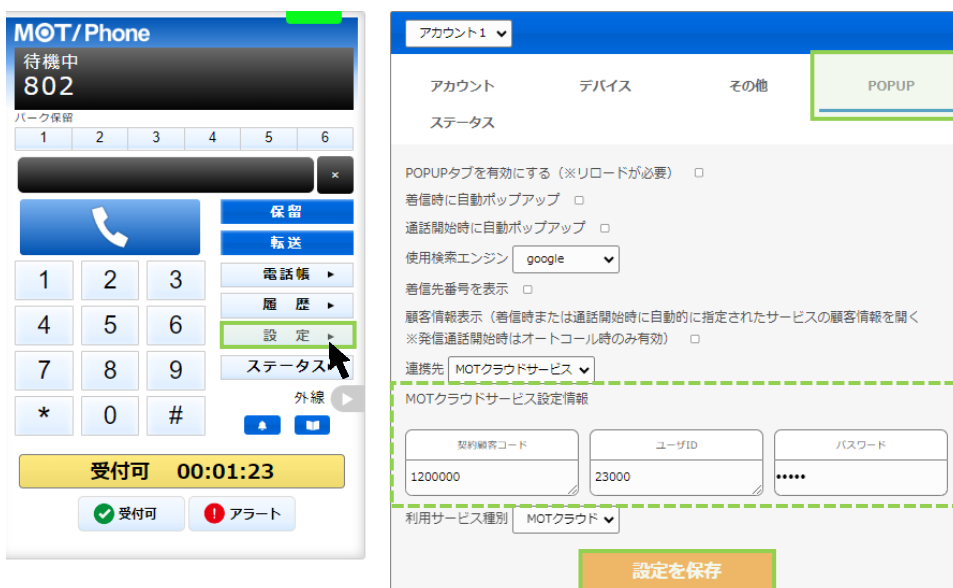 MOT/Phone
待機中
802
パーク保留
1 2 3 4 5 6
×
保留
転送
1 2 3
電話帳
履 歴
4 5 6
設 定
7 8 9
ステータス
外線
* 0 #
受付可 00:01:23
受付可
アラート
アカウント1
アカウント デバイス その他 POPUP
ステータス
POPUPタブを有効にする（※リロードが必要）
着信時に自動ポップアップ
通話開始時に自動ポップアップ
使用検索エンジン google
着信先番号を表示
顧客情報表示（着信時または通話開始時に自動的に指定されたサービスの顧客情報を開く
※発信通話開始時はオートコール時のみ有効）
連携先 MOTクラウドサービス
MOTクラウドサービス設定情報
契約顧客コード ユーザID パスワード
1200000 23000 •••••
利用サービス種別 MOTクラウド
設定を保存